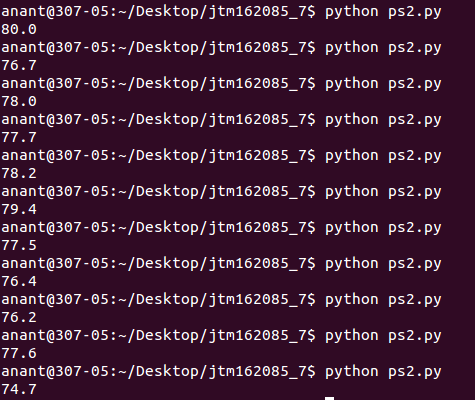 anant@307-05:~/Desktop/jtm162085_7$ python ps2.py
80.0
anant@307-05:~/Desktop/jtm162085_7$ python ps2.py
76.7
anant@307-05:~/Desktop/jtm162085_7$ python ps2.py
78.0
anant@307-05:~/Desktop/jtm162085_7$ python ps2.py
77.7
anant@307-05:~/Desktop/jtm162085_7$ python ps2.py
78.2
anant@307-05:~/Desktop/jtm162085_7$ python ps2.py
79.4
anant@307-05:~/Desktop/jtm162085_7$ python ps2.py
77.5
anant@307-05:~/Desktop/jtm162085_7$ python ps2.py
76.4
anant@307-05:~/Desktop/jtm162085_7$ python ps2.py
76.2
anant@307-05:~/Desktop/jtm162085_7$ python ps2.py
77.6
anant@307-05:~/Desktop/jtm162085_7$ python ps2.py
74.7